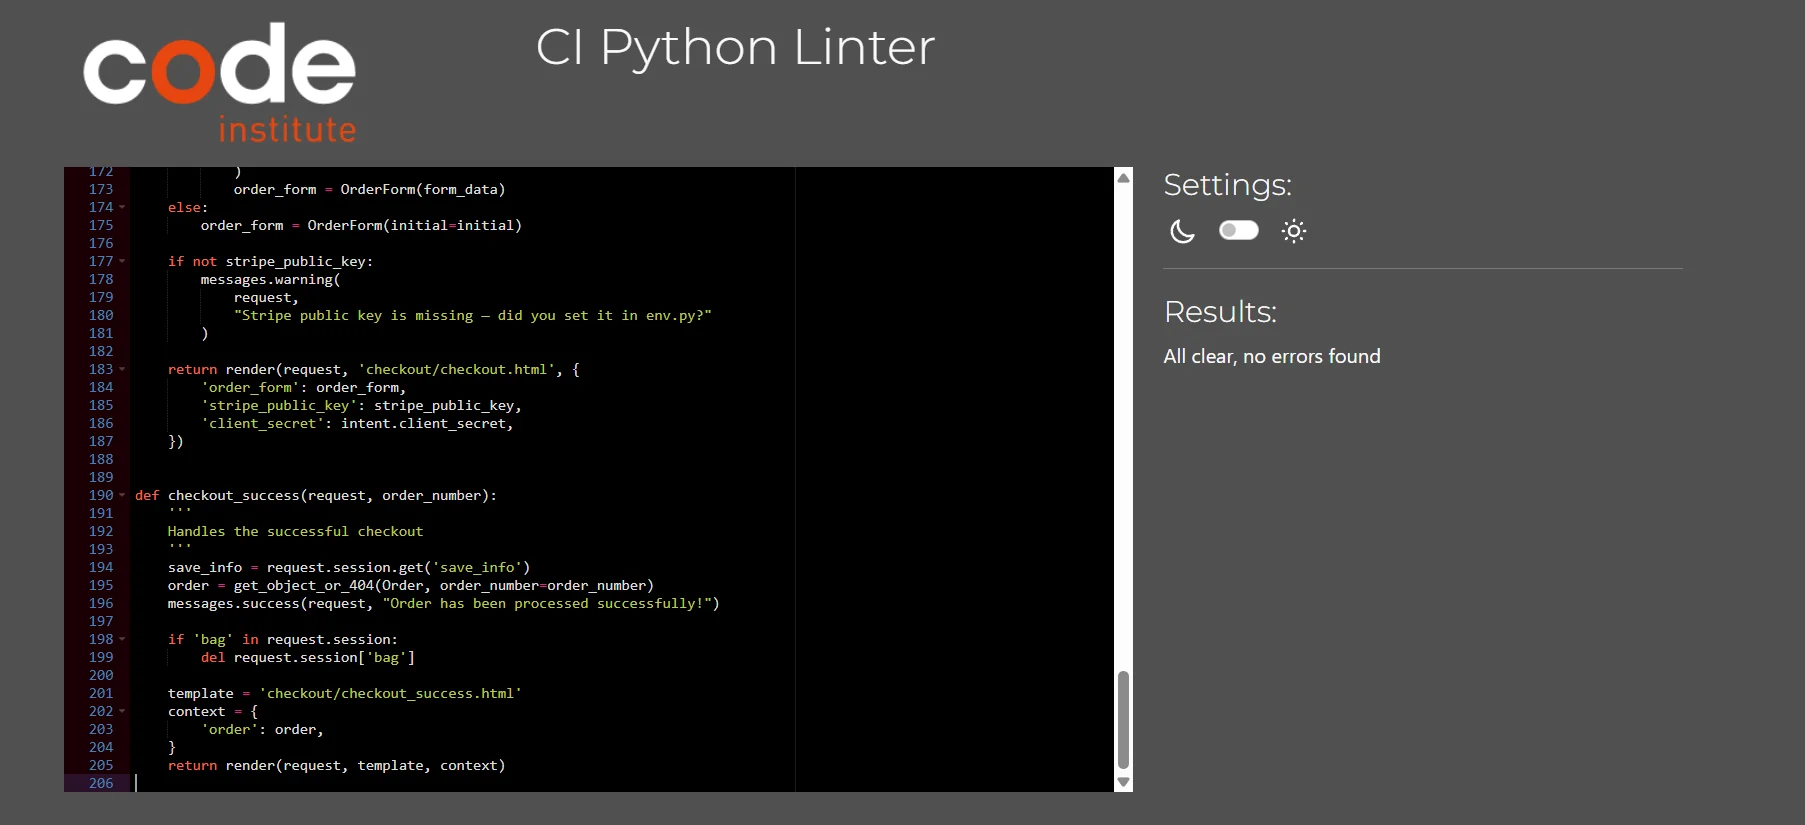 code
institute
CI Python Linter
172 )
173 order_form = OrderForm(form_data)
174 else:
175 order_form = OrderForm(initial=initial)
176
177 if not stripe_public_key:
178 messages.warning(
179 request,
180 "Stripe public key is missing — did you set it in env.py?"
181 )
182
183 return render(request, 'checkout/checkout.html', {
184 'order_form': order_form,
185 'stripe_public_key': stripe_public_key,
186 'client_secret': intent.client_secret,
187 })
188
189
190 def checkout_success(request, order_number):
191 '''
192 Handles the successful checkout
193 '''
194 save_info = request.session.get('save_info')
195 order = get_object_or_404(Order, order_number=order_number)
196 messages.success(request, "Order has been processed successfully!")
197
198 if 'bag' in request.session:
199 del request.session['bag']
200
201 template = 'checkout/checkout_success.html'
202 context = {
203 'order': order,
204 }
205 return render(request, template, context)
206
Settings:
Results:
All clear, no errors found